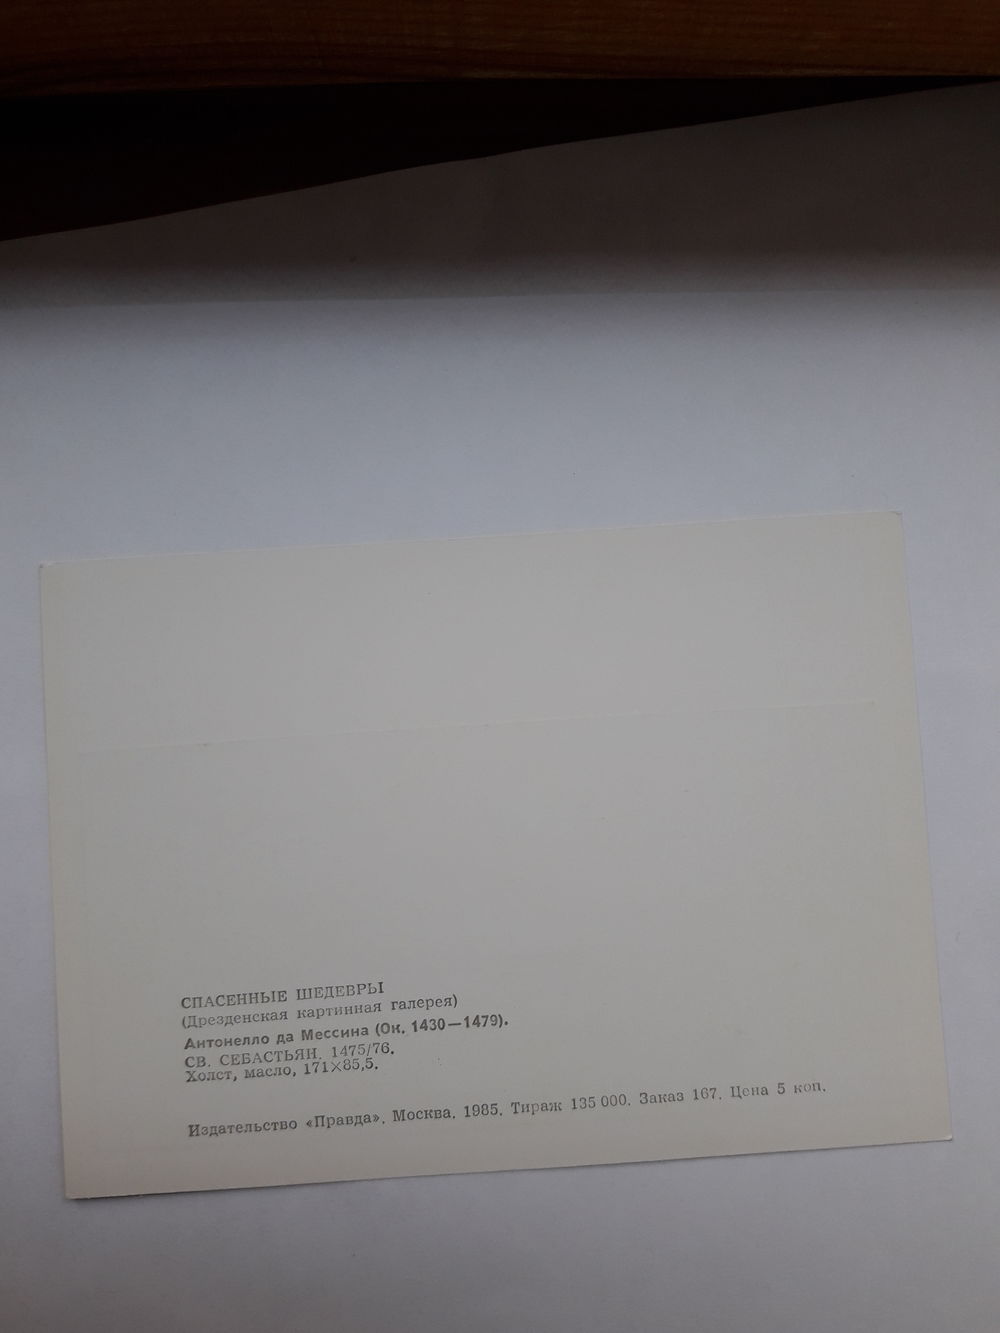 СПАСЕННЫЕ ШЕДЕВРЫ
(Дрезденская картинная галерея)
Антонелло да Мессина (Ок. 1430—1479).
СВ. СЕБАСТЬЯН. 1475/76.
Холст, масло, 171×85,5.
Издательство «Правда». Москва. 1985. Тираж 135 000. Заказ 167. Цена 5 коп.